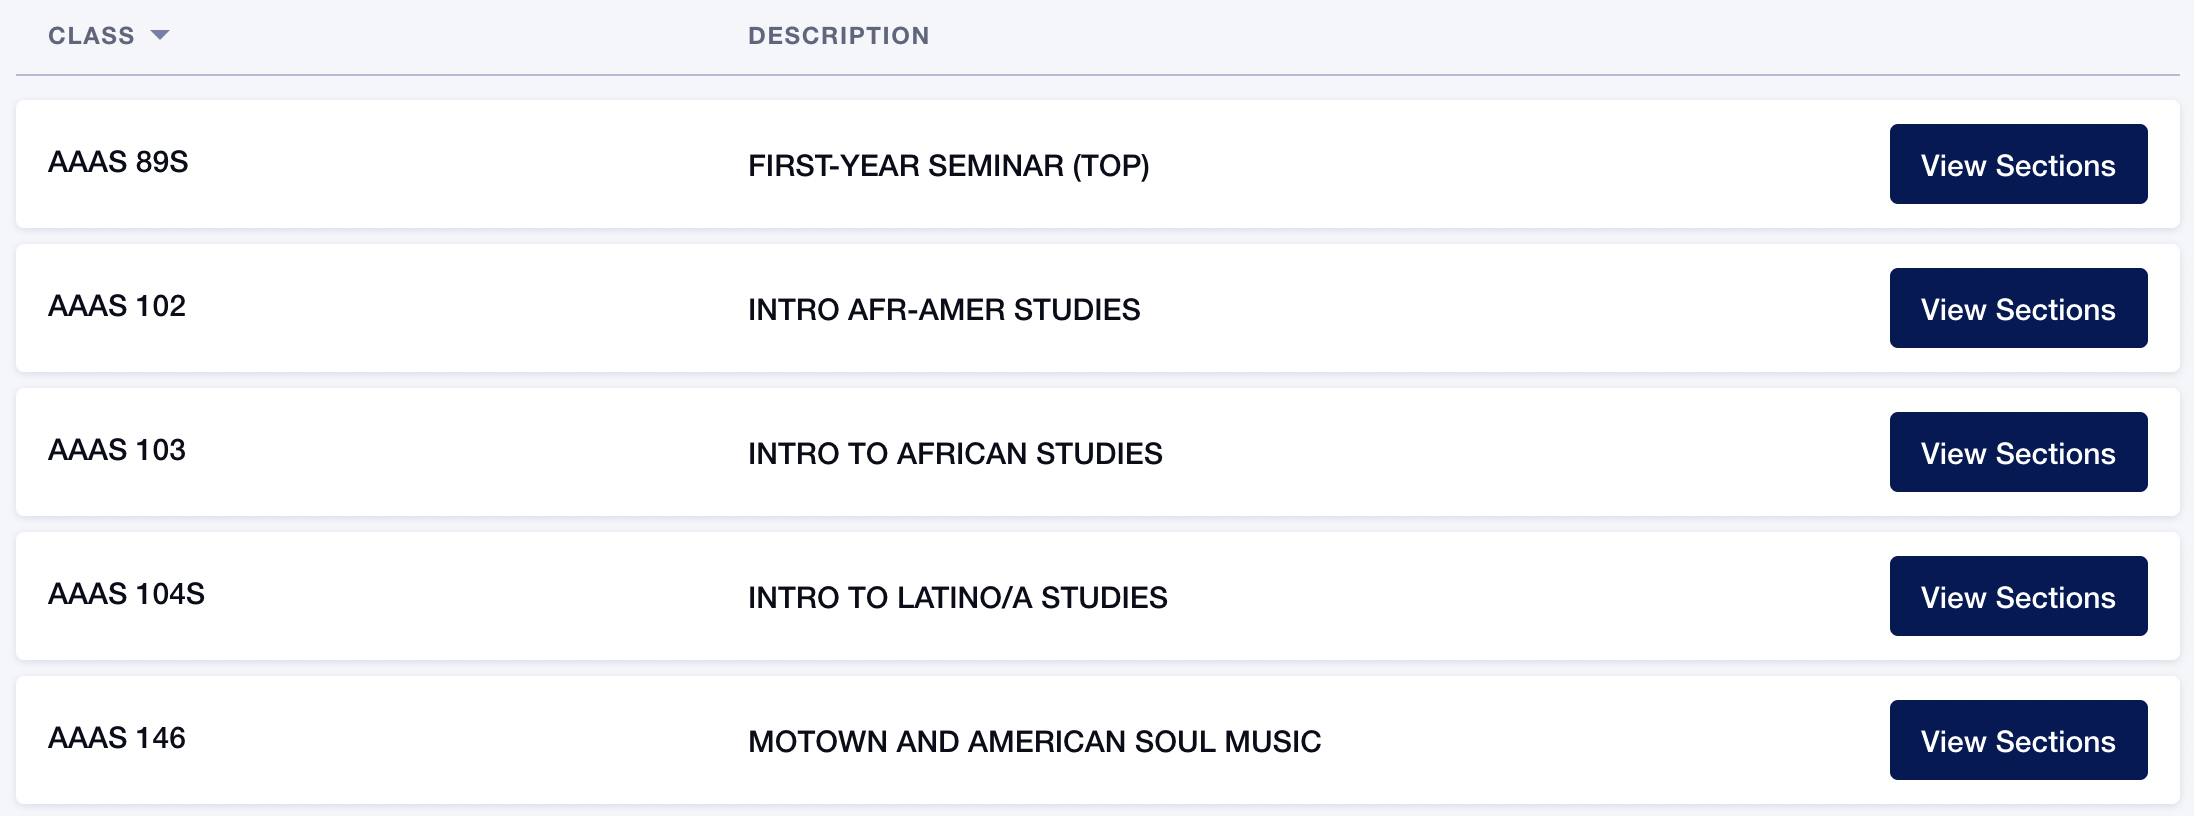 CLASS DESCRIPTION
AAAS 89S FIRST-YEAR SEMINAR (TOP) View Sections
AAAS 102 INTRO AFR-AMER STUDIES View Sections
AAAS 103 INTRO TO AFRICAN STUDIES View Sections
AAAS 104S INTRO TO LATINO/A STUDIES View Sections
AAAS 146 MOTOWN AND AMERICAN SOUL MUSIC View Sections